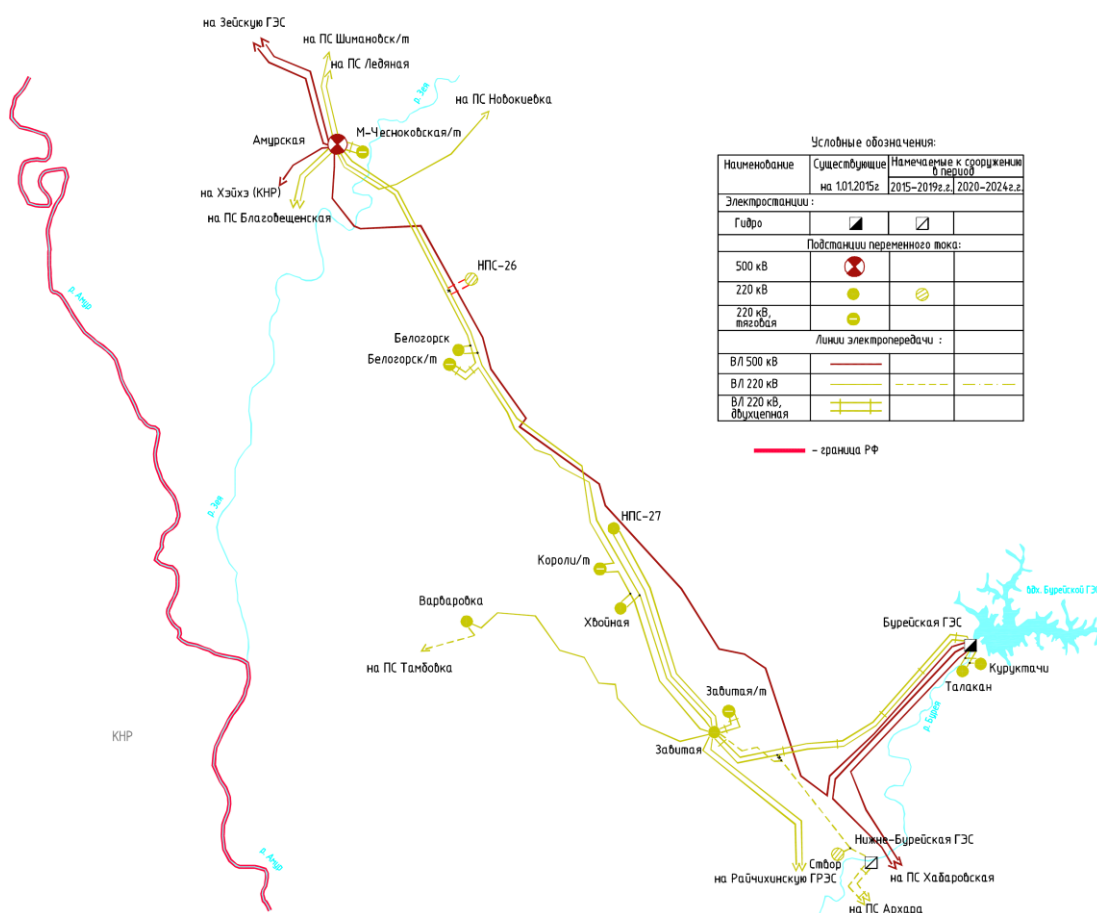 на Зейскую ГЭС
на ПС Шимановск/т
на ПС Ледяная
р. Зея
на ПС Новокиевка
М-Чесноковская/т
Амурская
на Хэйхэ (КНР)
на ПС Благовещенская
Условные обозначения:
Наименование
Существующие
на 1.01.2015г
Намечаемые к сооружению
в период
2015-2019г.г.
2020-2024г.г.
Электростанции :
Гидро
Подстанции переменного тока:
500 кВ
220 кВ
220 кВ,
тяговая
Линии электропередачи :
ВЛ 500 кВ
ВЛ 220 кВ
ВЛ 220 кВ,
двухцепная
- граница РФ
НПС-26
р. Амур
Белогорск
Белогорск/т
р. Зея
НПС-27
Короли/т
Хвойная
Варваровка
на ПС Тамбовка
вдх. Бурейской ГЭС
Бурейская ГЭС
Куруктачи
Талакан
Завитая/т
р. Бурея
Завитая
КНР
Нижне-Бурейская ГЭС
Створ
на Райчихинскую ГРЭС
на ПС Хабаровская
р. Амур
на ПС Архара